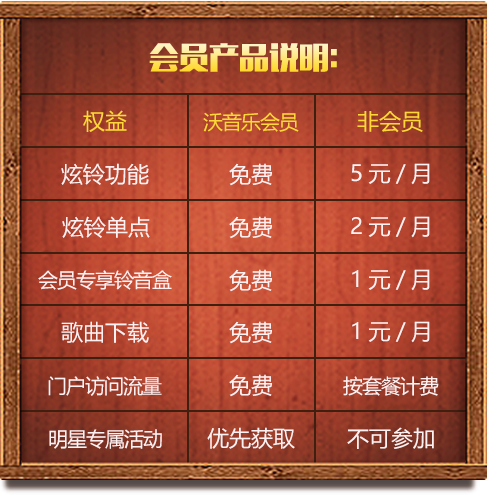 会员产品说明:
权益 沃音乐会员 非会员
炫铃功能 免费 5元/月
炫铃单点 免费 2元/月
会员专享铃音盒 免费 1元/月
歌曲下载 免费 1元/月
门户访问流量 免费 按套餐计费
明星专属活动 优先获取 不可参加